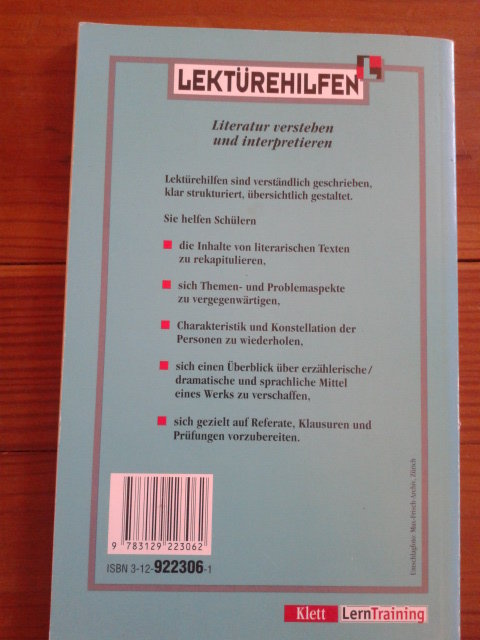 LEKTÜREHILFEN
Literatur verstehen
und interpretieren
Lektürehilfen sind verständlich geschrieben,
klar strukturiert, übersichtlich gestaltet.
Sie helfen Schülern
die Inhalte von literarischen Texten
zu rekapitulieren,
sich Themen- und Problemaspekte
zu vergegenwärtigen,
Charakteristik und Konstellation der
Personen zu wiederholen,
sich einen Überblick über erzählerische/
dramatische und sprachliche Mittel
eines Werks zu verschaffen,
sich gezielt auf Referate, Klausuren und
Prüfungen vorzubereiten.
Umschlagfoto: Max-Frisch-Archiv, Zürich
9 783129 223062
ISBN 3-12-922306-1
Klett LernTraining